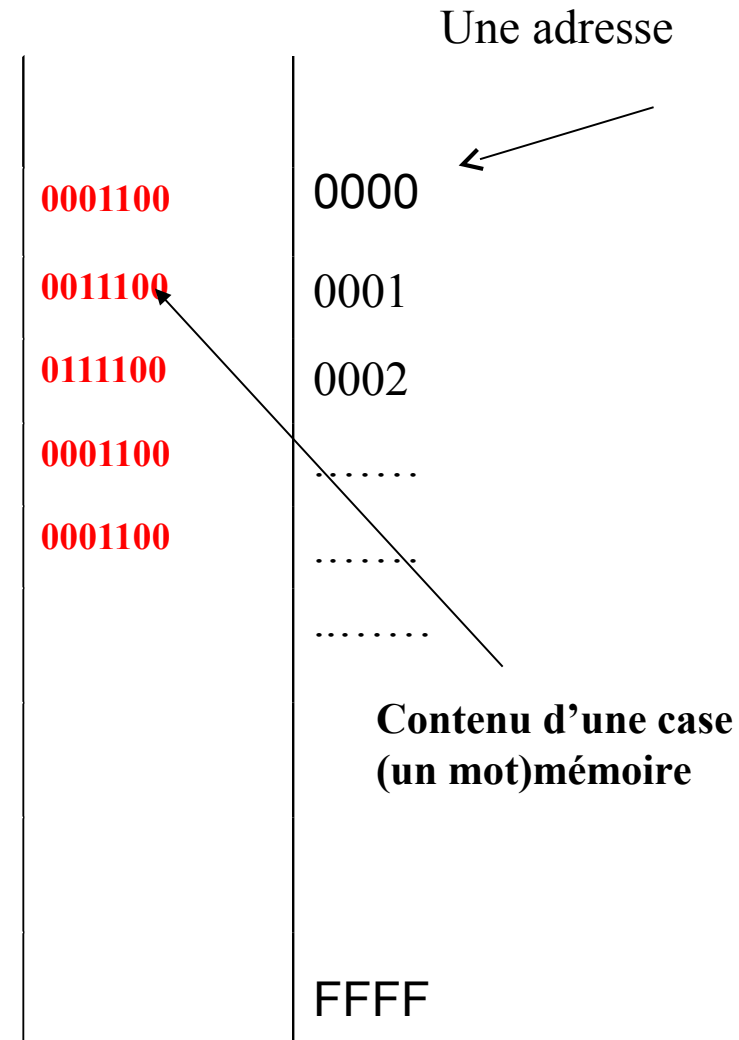 Une adresse
0001100 0000
0011100 0001
0111100 0002
0001100 .......
0001100 .......
........
Contenu d’une case
(un mot)mémoire
FFFF